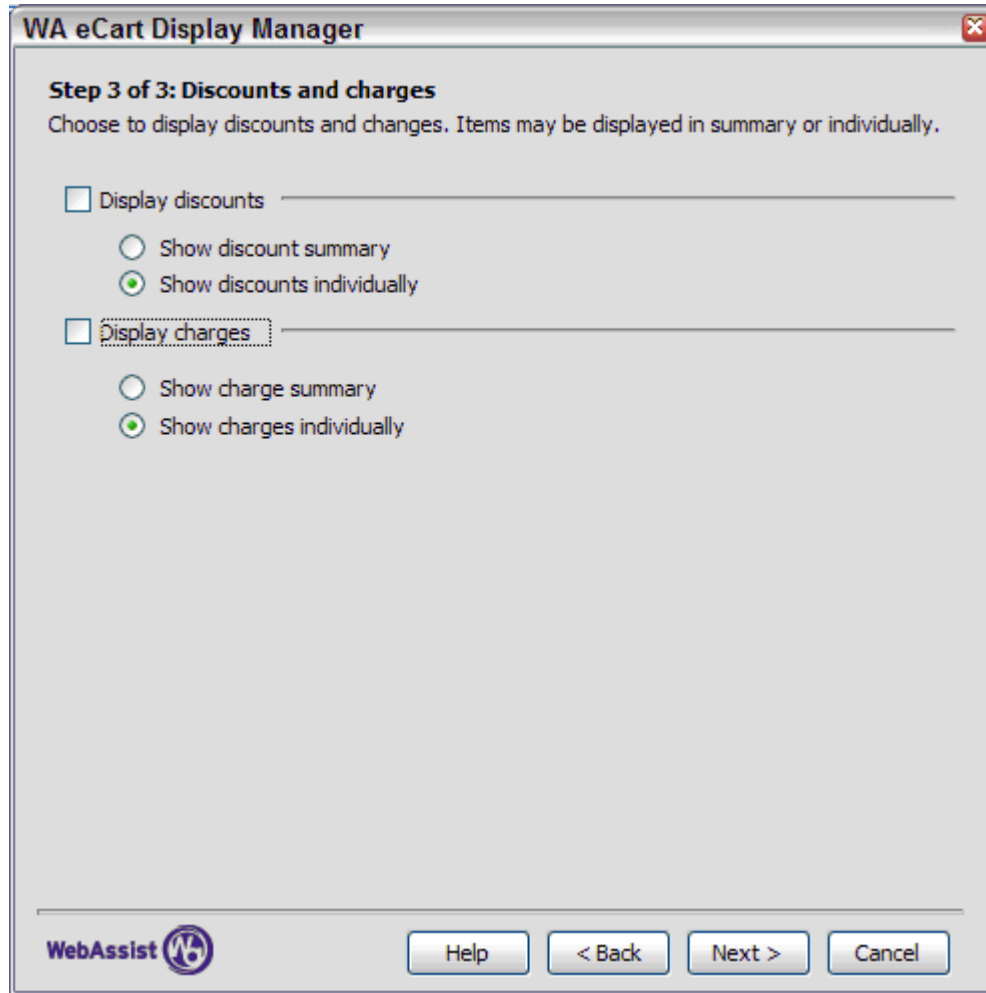 WA eCart Display Manager
Step 3 of 3: Discounts and charges
Choose to display discounts and changes. Items may be displayed in summary or individually.
Display discounts
Show discount summary
Show discounts individually
Display charges
Show charge summary
Show charges individually
WebAssist Help < Back Next > Cancel